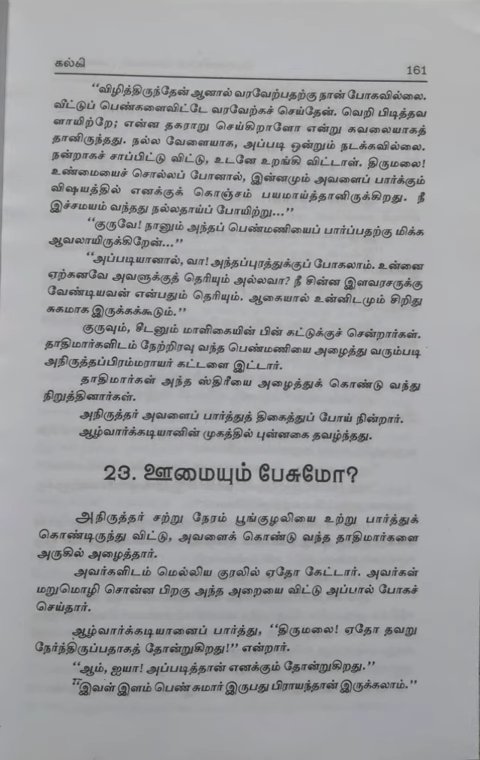 கல்கி 161
"விழித்திருந்தேன் ஆனால் வரவேற்பதற்கு நான் போகவில்லை.
வீட்டுப் பெண்களைவிட்டே வரவேற்கச் செய்தேன். வெறி பிடித்தவ
ளாயிற்றே; என்ன தகராறு செய்கிறாளோ என்று கவலையாகத்
தானிருந்தது. நல்ல வேளையாக, அப்படி ஒன்றும் நடக்கவில்லை.
நன்றாகச் சாப்பிட்டு விட்டு, உடனே உறங்கி விட்டாள். திருமலை!
உண்மையைச் சொல்லப் போனால், இன்னமும் அவளைப் பார்க்கும்
விஷயத்தில் எனக்குக் கொஞ்சம் பயமாய்த்தானிருக்கிறது. நீ
இச்சமயம் வந்தது நல்லதாய்ப் போயிற்று..."
"குருவே! நானும் அந்தப் பெண்மணியைப் பார்ப்பதற்கு மிக்க
ஆவலாயிருக்கிறேன்..."
"அப்படியானால், வா! அந்தப்புரத்துக்குப் போகலாம். உன்னை
ஏற்கனவே அவளுக்குத் தெரியும் அல்லவா? நீ சின்ன இளவரசருக்கு
வேண்டியவன் என்பதும் தெரியும். ஆகையால் உன்னிடமும் சிறிது
சுகமாக இருக்கக்கூடும்."
குருவும், சீடனும் மாளிகையின் பின் கட்டுக்குச் சென்றார்கள்.
தாதிமார்களிடம் நேற்றிரவு வந்த பெண்மணியை அழைத்து வரும்படி
அநிருத்தப்பிரம்மராயர் கட்டளை இட்டார்.
தாதிமார்கள் அந்த ஸ்திரீயை அழைத்துக் கொண்டு வந்து
நிறுத்தினார்கள்.
அநிருத்தர் அவளைப் பார்த்துத் திகைத்துப் போய் நின்றார்.
ஆழ்வார்க்கடியானின் முகத்தில் புன்னகை தவழ்ந்தது.
23. ஊமையும் பேசுமோ?
அநிருத்தர் சற்று நேரம் பூங்குழலியை உற்று பார்த்துக்
கொண்டிருந்து விட்டு, அவளைக் கொண்டு வந்த தாதிமார்களை
அருகில் அழைத்தார்.
அவர்களிடம் மெல்லிய குரலில் ஏதோ கேட்டார். அவர்கள்
மறுமொழி சொன்ன பிறகு அந்த அறையை விட்டு அப்பால் போகச்
செய்தார்.
ஆழ்வார்க்கடியானைப் பார்த்து, "திருமலை! ஏதோ தவறு
நேர்ந்திருப்பதாகத் தோன்றுகிறது!" என்றார்.
"ஆம், ஐயா! அப்படித்தான் எனக்கும் தோன்றுகிறது."
"இவள் இளம் பெண் சுமார் இருபது பிராயந்தான் இருக்கலாம்."